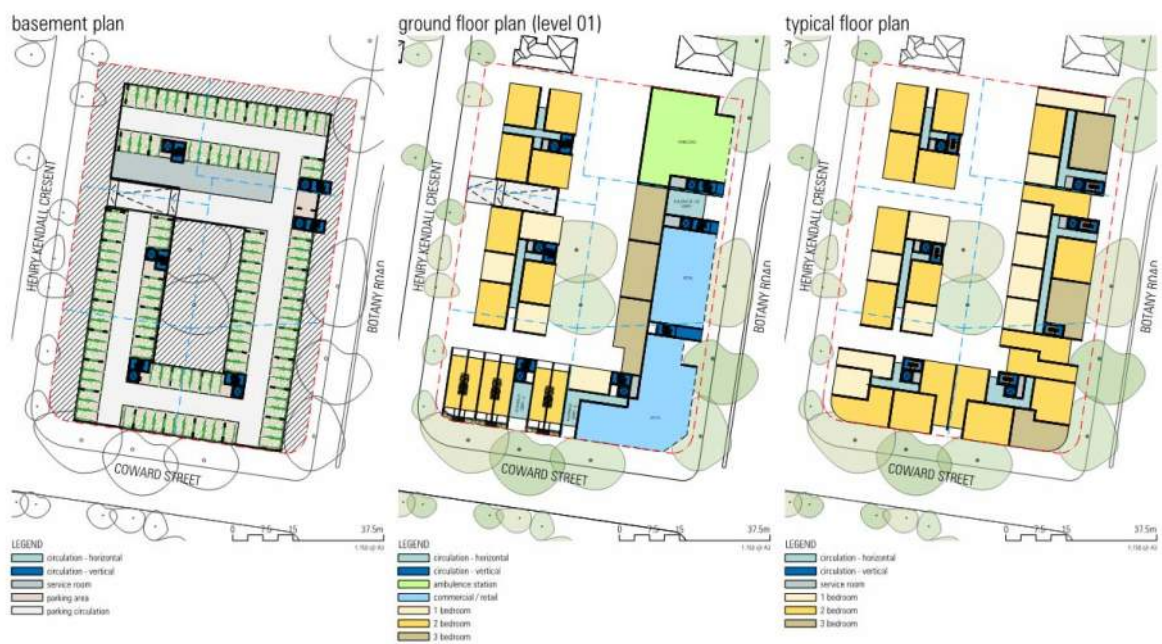 basement plan
HENRY KENDALL CRESENT
BOTANY ROAD
COWARD STREET
0 7.5 15 37.5m
LEGEND
circulation - horizontal
circulation - vertical
service room
parking area
parking circulation
ground floor plan (level 01)
HENRY KENDALL CRESENT
BOTANY ROAD
COWARD STREET
0 7.5 15 37.5m
LEGEND
circulation - horizontal
circulation - vertical
ambulence station
commercial / retail
1 bedroom
2 bedroom
3 bedroom
typical floor plan
HENRY KENDALL CRESENT
BOTANY ROAD
COWARD STREET
0 7.5 15 37.5m
LEGEND
circulation - horizontal
circulation - vertical
service room
1 bedroom
2 bedroom
3 bedroom